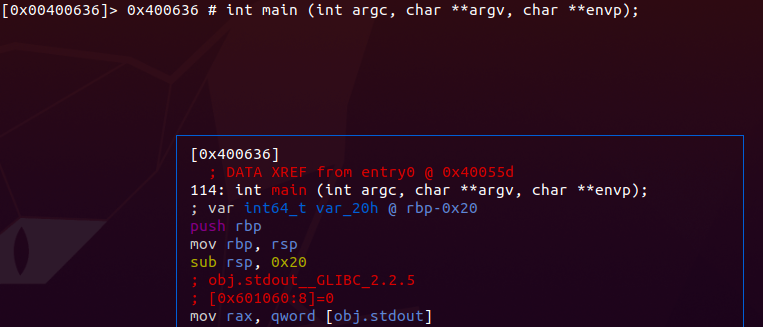 [0x00400636]> 0x400636 # int main (int argc, char **argv, char **envp);
[0x400636]
; DATA XREF from entry0 @ 0x40055d
114: int main (int argc, char **argv, char **envp);
; var int64_t var_20h @ rbp-0x20
push rbp
mov rbp, rsp
sub rsp, 0x20
; obj.stdout__GLIBC_2.2.5
; [0x601060:8]=0
mov rax, qword [obj.stdout]